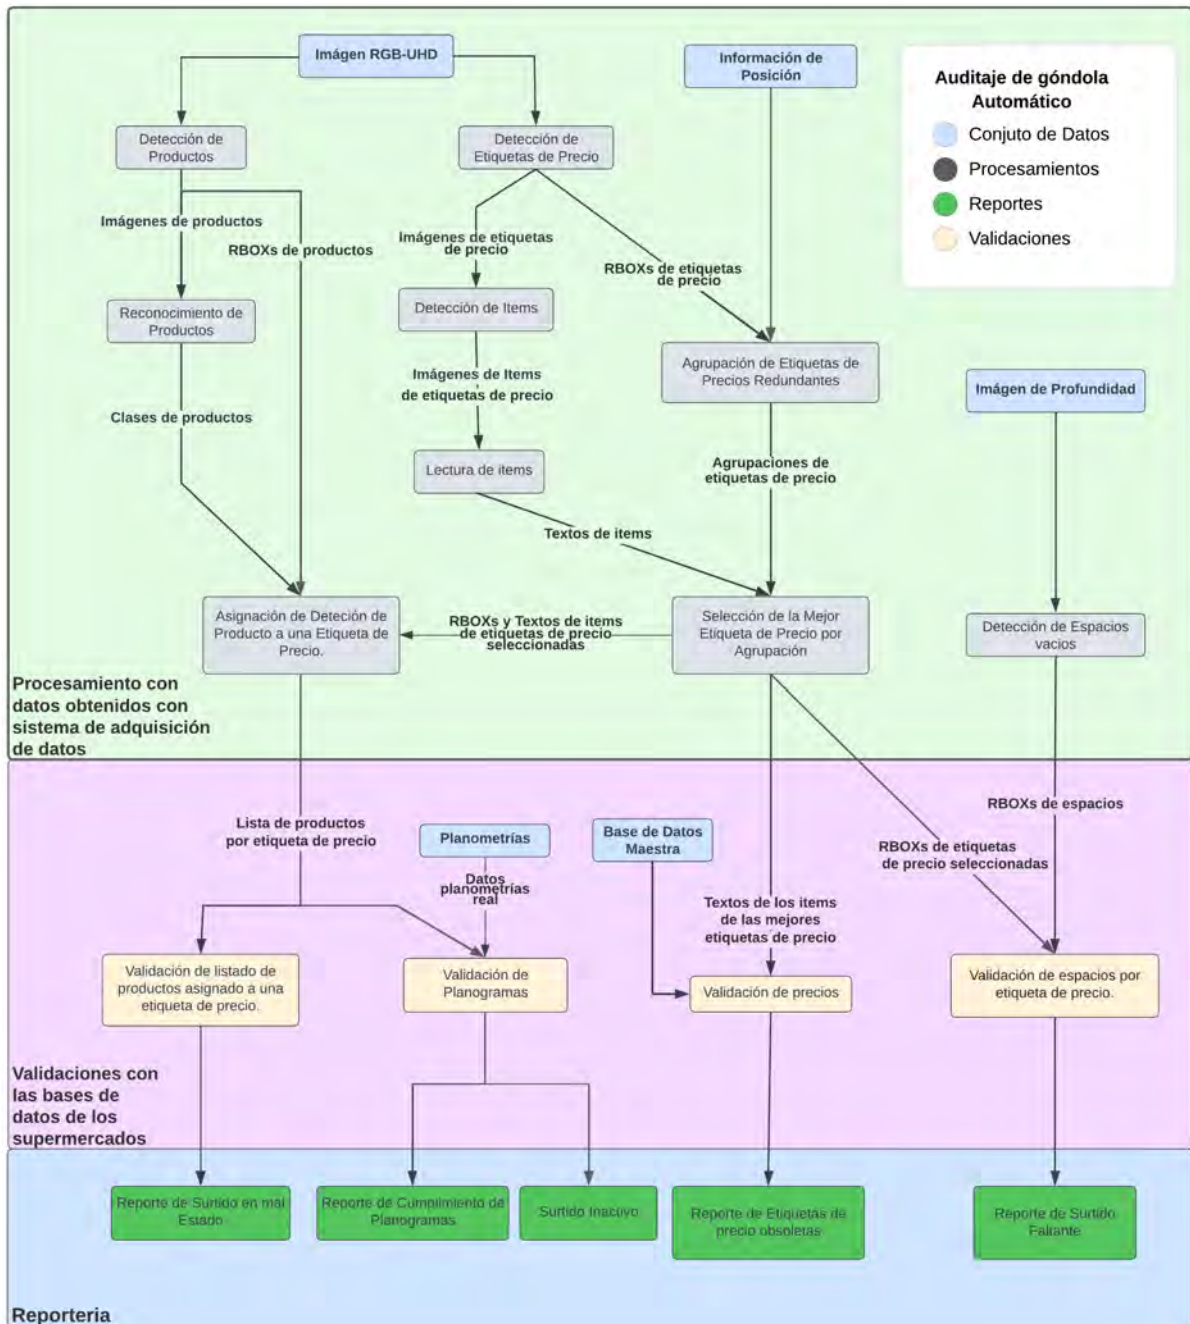 Imágen RGB-UHD
Información de
Posición
Auditaje de góndola
Automático
Conjuto de Datos
Procesamientos
Reportes
Validaciones
Detección de
Productos
Detección de
Etiquetas de Precio
Imágenes de productos
RBOXs de productos
Imágenes de etiquetas
de precio
RBOXs de etiquetas
de precio
Reconocimiento de
Productos
Detección de Items
Agrupación de Etiquetas de
Precios Redundantes
Imágen de Profundidad
Imágenes de Items
de etiquetas de precio
Clases de productos
Lectura de items
Agrupaciones de
etiquetas de precio
Textos de items
Asignación de Deteción de
Producto a una Etiqueta de
Precio.
RBOXs y Textos de items
de etiquetas de precio
seleccionadas
Selección de la Mejor
Etiqueta de Precio por
Agrupación
Detección de Espacios
vacios
Procesamiento con
datos obtenidos con
sistema de adquisición
de datos
Lista de productos
por etiqueta de precio
Planometrías
Base de Datos
Maestra
RBOXs de espacios
RBOXs de etiquetas
de precio seleccionadas
Datos
planometrías
real
Textos de los items
de las mejores
etiquetas de precio
Validación de listado de
productos asignado a una
etiqueta de precio.
Validación de
Planogramas
Validación de precios
Validación de espacios por
etiqueta de precio.
Validaciones con
las bases de
datos de los
supermercados
Reporte de Surtido en mal
Estado
Reporte de Cumplimiento de
Planogramas
Surtido Inactivo
Reporte de Etiquetas de
precio obsoletas
Reporte de Surtido
Faltante
Reporteria